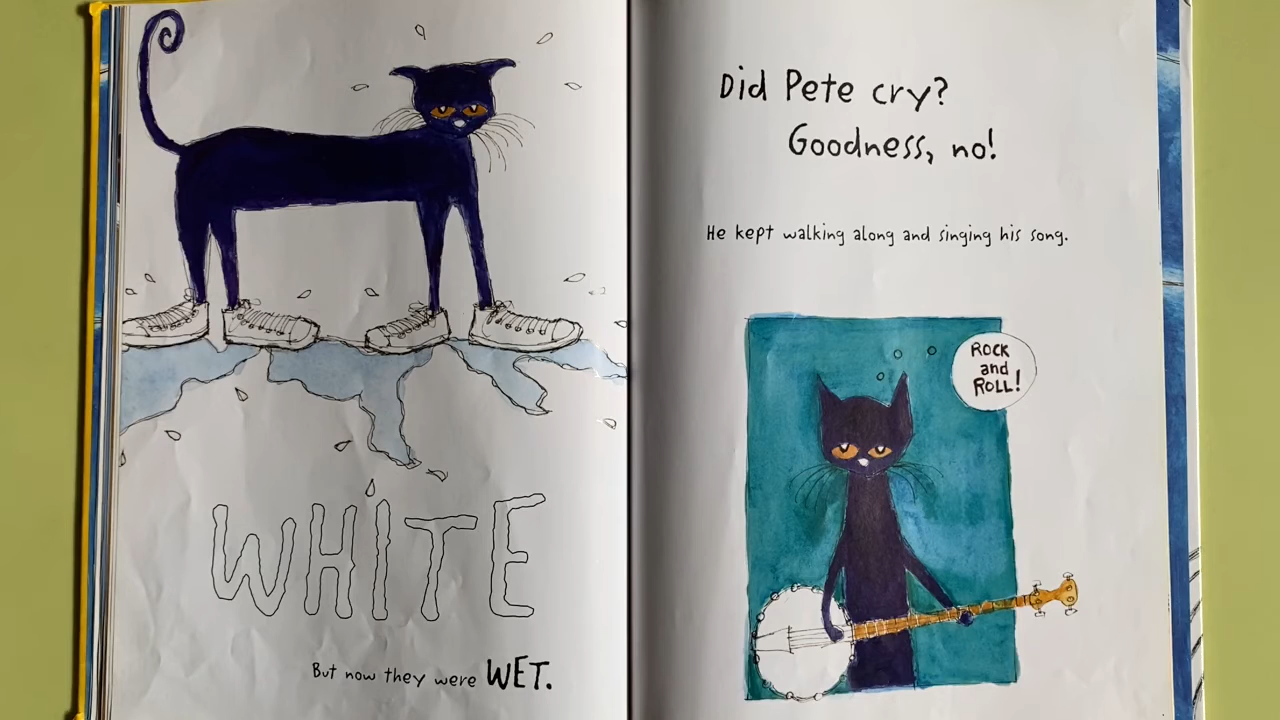 WHITE
But now they were WET.
Did Pete cry?
Goodness, no!
He kept walking along and singing his song.
ROCK
and
ROLL!